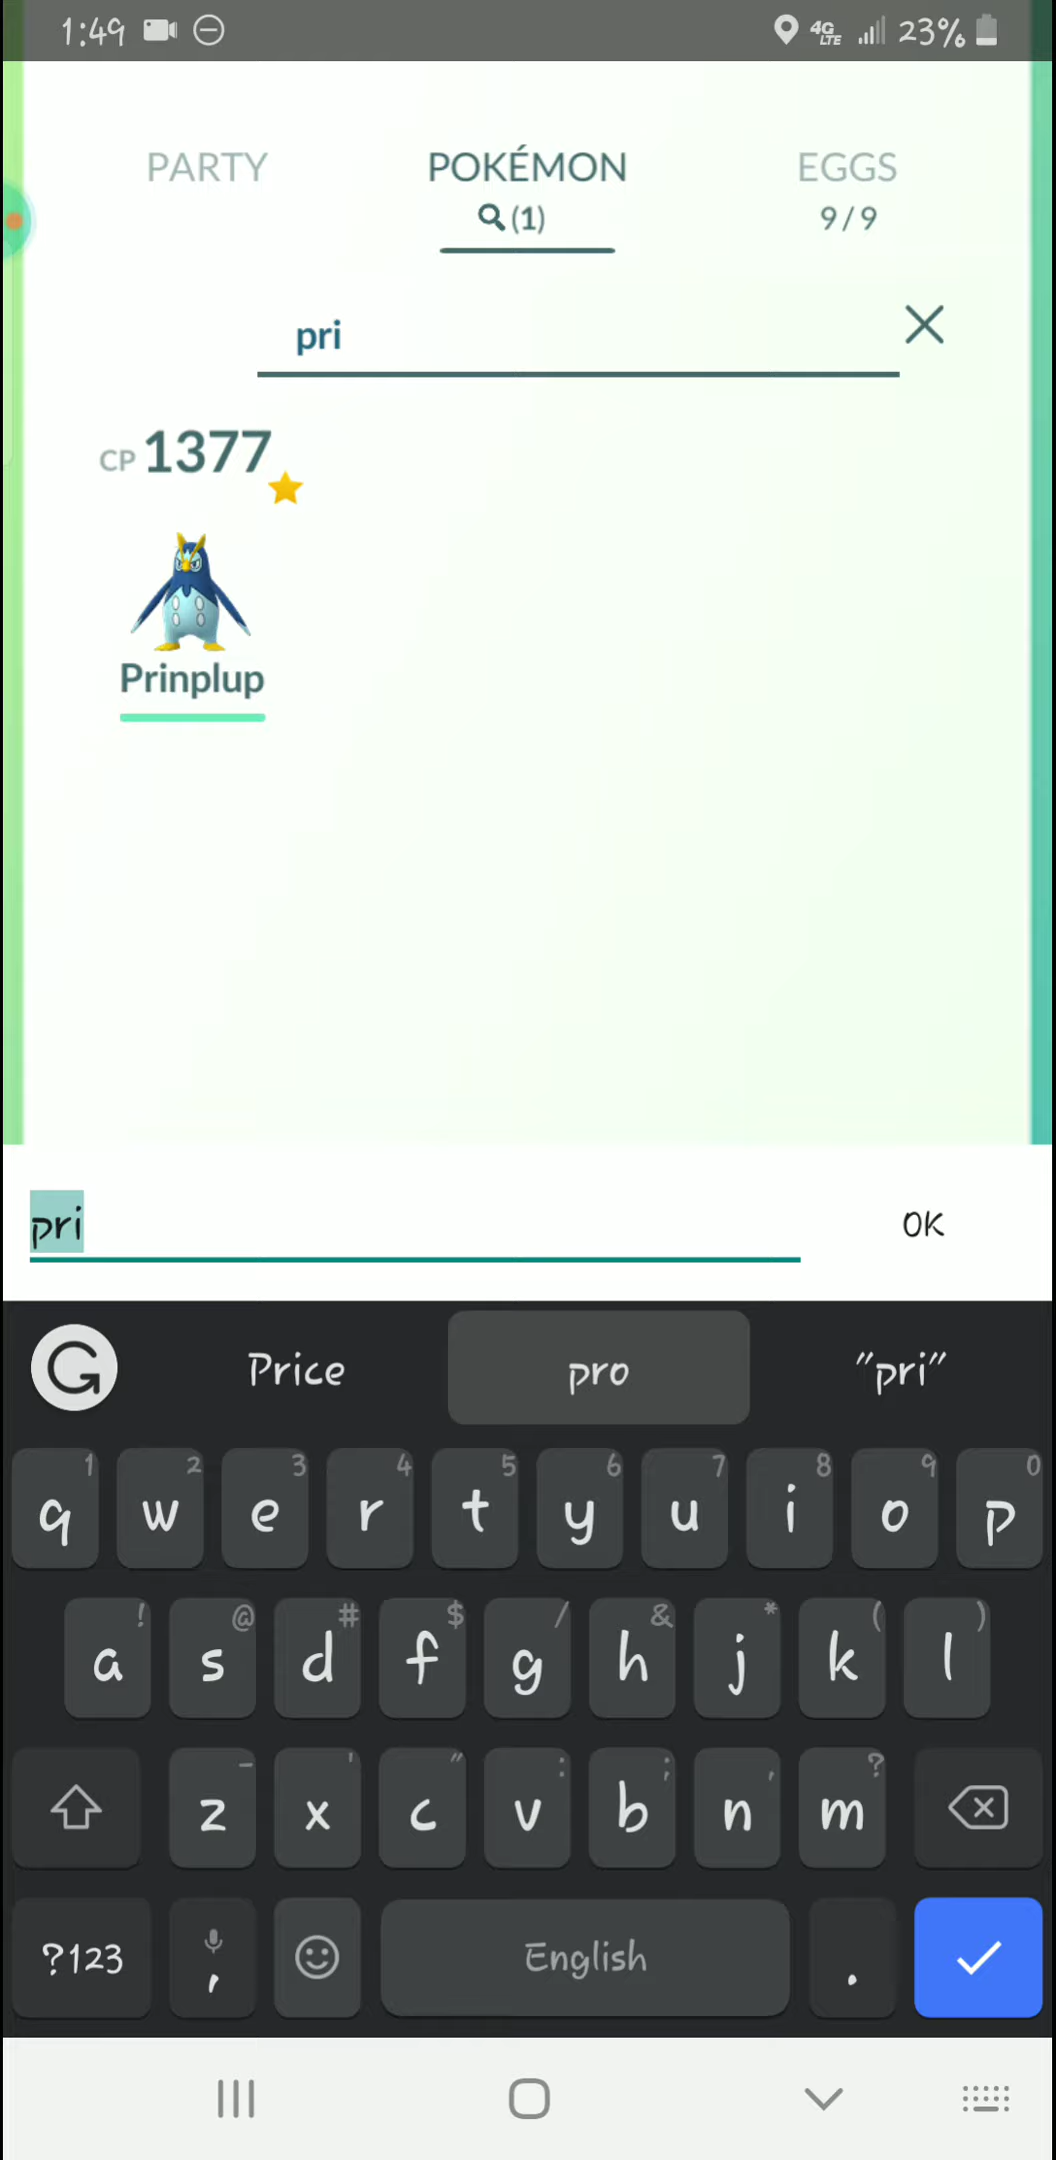 1:49 4G LTE 23%
PARTY POKÉMON EGGS
(1) 9/9
pri
CP 1377
Prinplup
pri OK
G Price pro "pri"
1 2 3 4 5 6 7 8 9 0
q w e r t y u i o p
! @ # $ / & * ( )
a s d f g h j k l
- ' " : ; , ?
z x c v b n m
?123 , English .